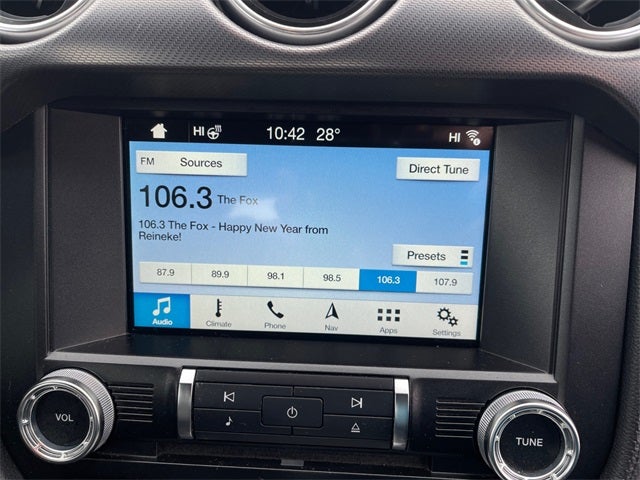 HI 10:42 28° HI
FM Sources Direct Tune
106.3 The Fox
106.3 The Fox - Happy New Year from
Reineke!
Presets
87.9 89.9 98.1 98.5 106.3 107.9
Audio Climate Phone Nav Apps Settings
VOL TUNE